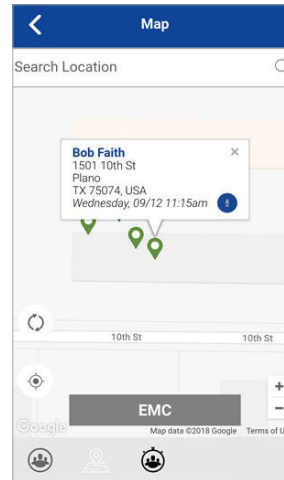 Map
Search Location
Bob Faith
1501 10th St
Plano
TX 75074, USA
Wednesday, 09/12 11:15am
10th St
10th St
EMC
Google
Map data ©2018 Google
Terms of U